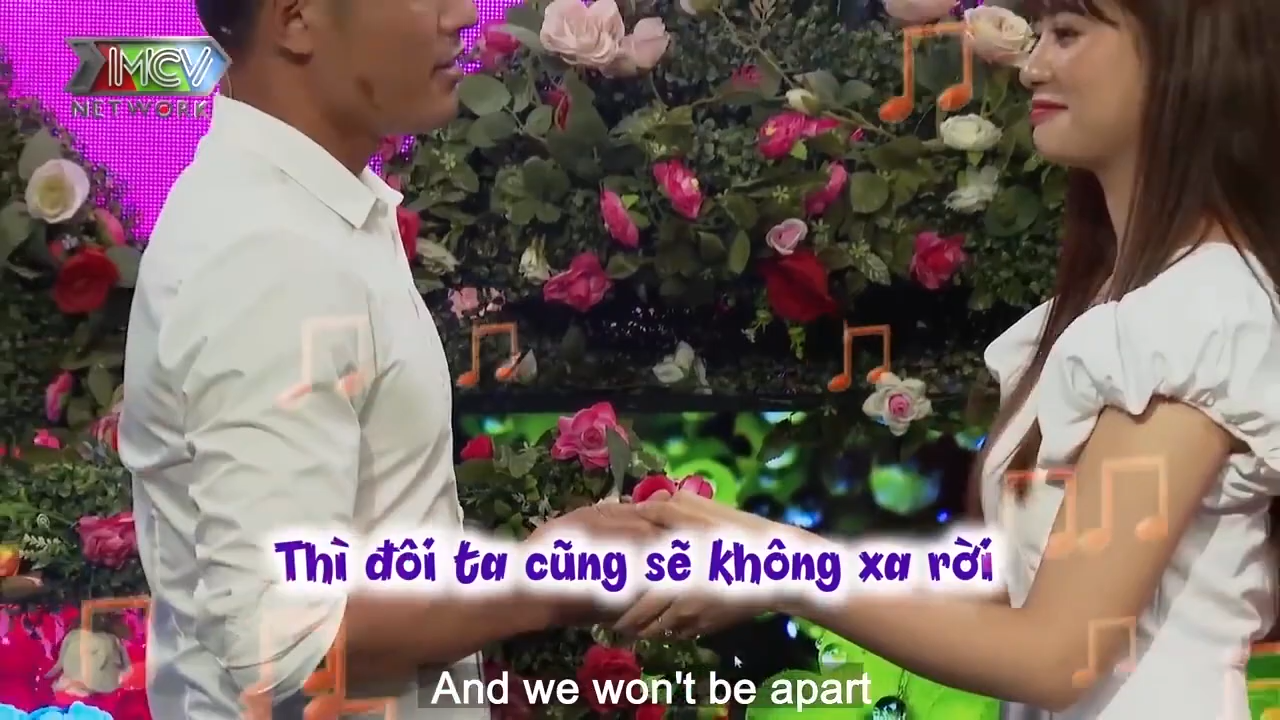 MCV
NETWORK
Thì đôi ta cũng sẽ không xa rời
And we won't be apart